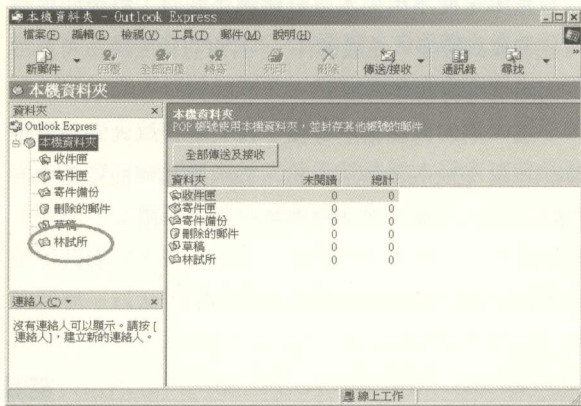 本機資料夾 - Outlook Express
檔案(F) 編輯(E) 檢視(V) 工具(T) 郵件(M) 說明(H)
新郵件 回覆 全部回覆 轉寄 列印 刪除 傳送/接收 通訊錄 尋找 »
本機資料夾
資料夾 ×
Outlook Express
本機資料夾
收件匣
寄件匣
寄件備份
刪除的郵件
草稿
林試所
連絡人(C) ×
沒有連絡人可以顯示。請按 [
連絡人]，建立新的連絡人。
本機資料夾
POP 帳號使用本機資料夾，並封存其他帳號的郵件
全部傳送及接收
資料夾 未閱讀 總計
收件匣 0 0
寄件匣 0 0
寄件備份 0 0
刪除的郵件 0 0
草稿 0 0
林試所 0 0
線上工作